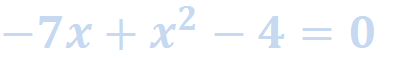 −7x + x² − 4 = 0